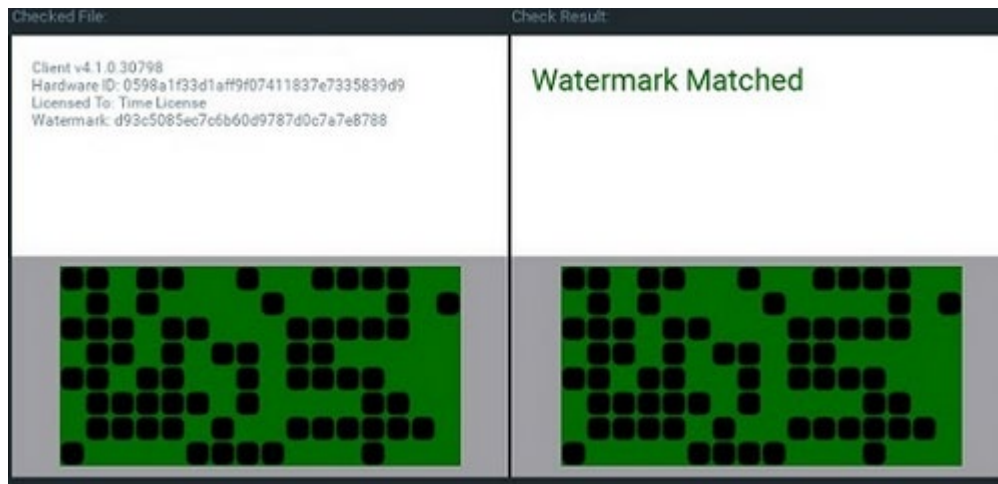 Checked File:
Check Result:
Client v4.1.0.30798
Hardware ID: 0598a1f33d1aff9f07411837e7335839d9
Licensed To: Time License
Watermark: d93c5085ec7c6b60d9787d0c7a7e8788
Watermark Matched